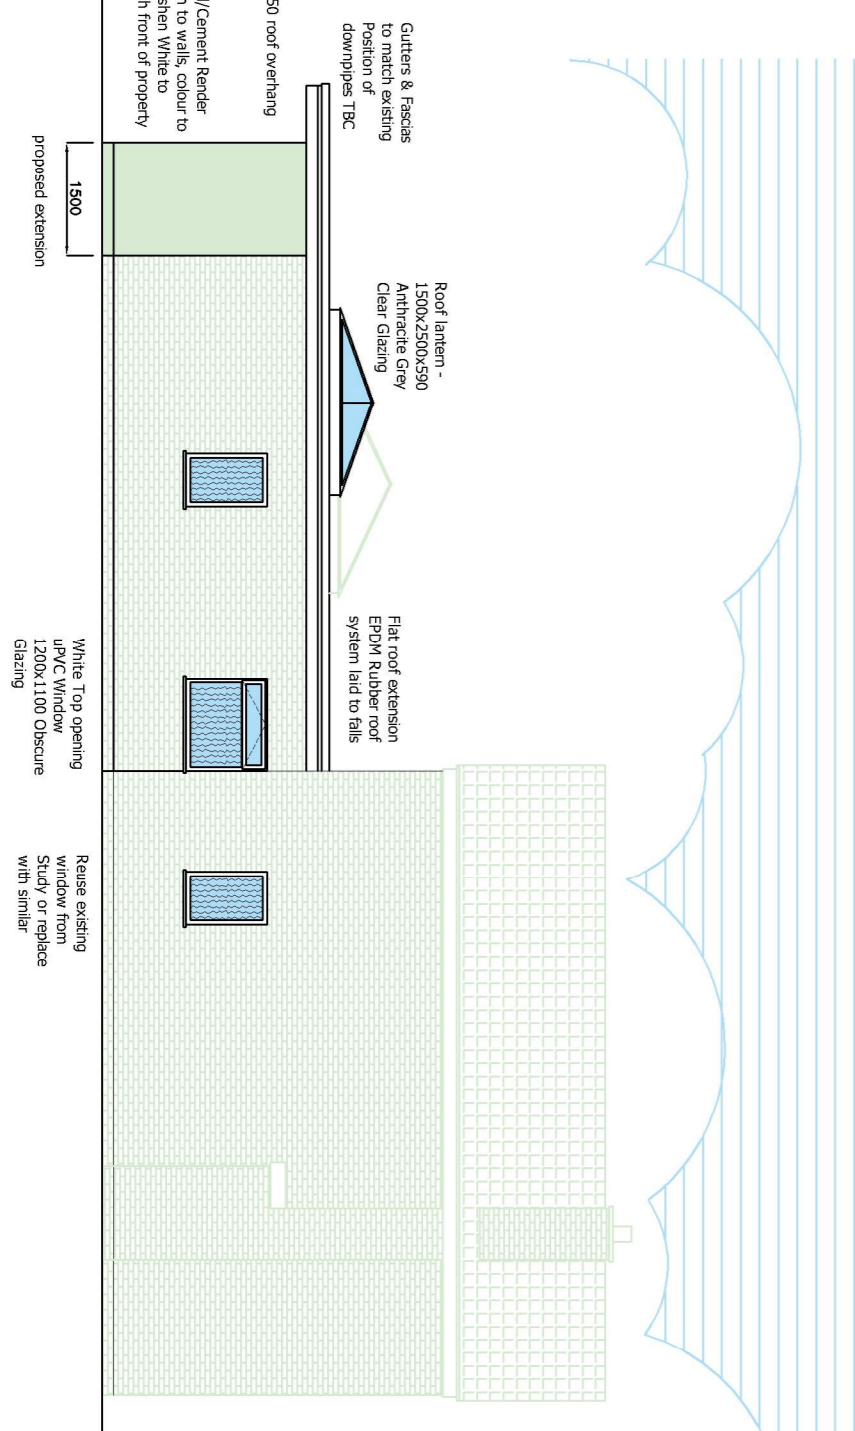 Gutters & Fascias
to match existing
Position of
downpipes TBC
50 roof overhang
/Cement Render
to walls, colour to
White to
front of property
1500
proposed extension
Roof lantern -
1500x2500x590
Anthracite Grey
Clear Glazing
Flat roof extension
EPDM Rubber roof
system laid to falls
White Top opening
uPVC Window
1200x1100 Obscure
Glazing
Reuse existing
window from
Study or replace
with similar